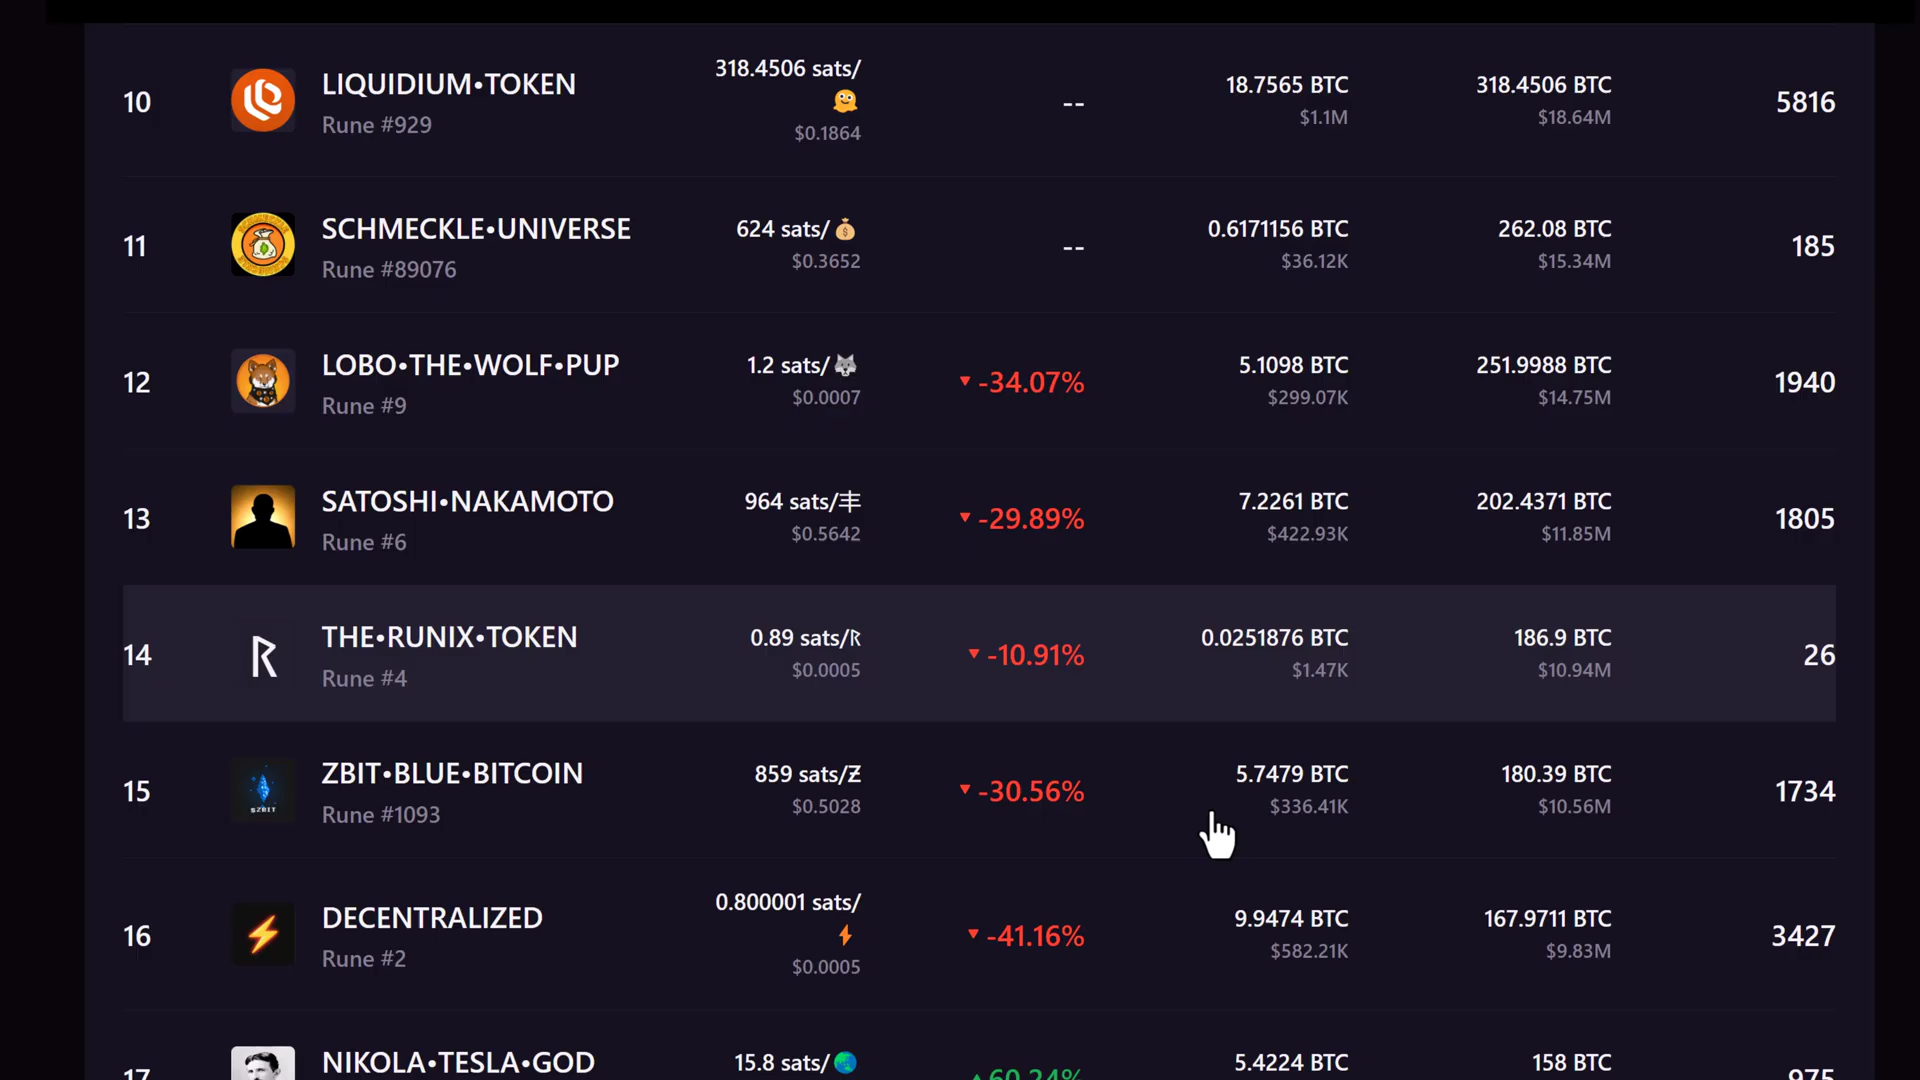 10 LIQUIDIUM•TOKEN 318.4506 sats/🤗 -- 18.7565 BTC 318.4506 BTC 5816
Rune #929 $0.1864 $1.1M $18.64M
11 SCHMECKLE•UNIVERSE 624 sats/💰 -- 0.6171156 BTC 262.08 BTC 185
Rune #89076 $0.3652 $36.12K $15.34M
12 LOBO•THE•WOLF•PUP 1.2 sats/🐺 ▼ -34.07% 5.1098 BTC 251.9988 BTC 1940
Rune #9 $0.0007 $299.07K $14.75M
13 SATOSHI•NAKAMOTO 964 sats/丰 ▼ -29.89% 7.2261 BTC 202.4371 BTC 1805
Rune #6 $0.5642 $422.93K $11.85M
14 THE•RUNIX•TOKEN 0.89 sats/ᚱ ▼ -10.91% 0.0251876 BTC 186.9 BTC 26
Rune #4 $0.0005 $1.47K $10.94M
15 ZBIT•BLUE•BITCOIN 859 sats/Ƶ ▼ -30.56% 5.7479 BTC 180.39 BTC 1734
SZBIT
Rune #1093 $0.5028 $336.41K $10.56M
16 DECENTRALIZED 0.800001 sats/⚡ ▼ -41.16% 9.9474 BTC 167.9711 BTC 3427
Rune #2 $0.0005 $582.21K $9.83M
17 NIKOLA•TESLA•GOD 15.8 sats/🌏 ▲ 60.24% 5.4224 BTC 158 BTC 975